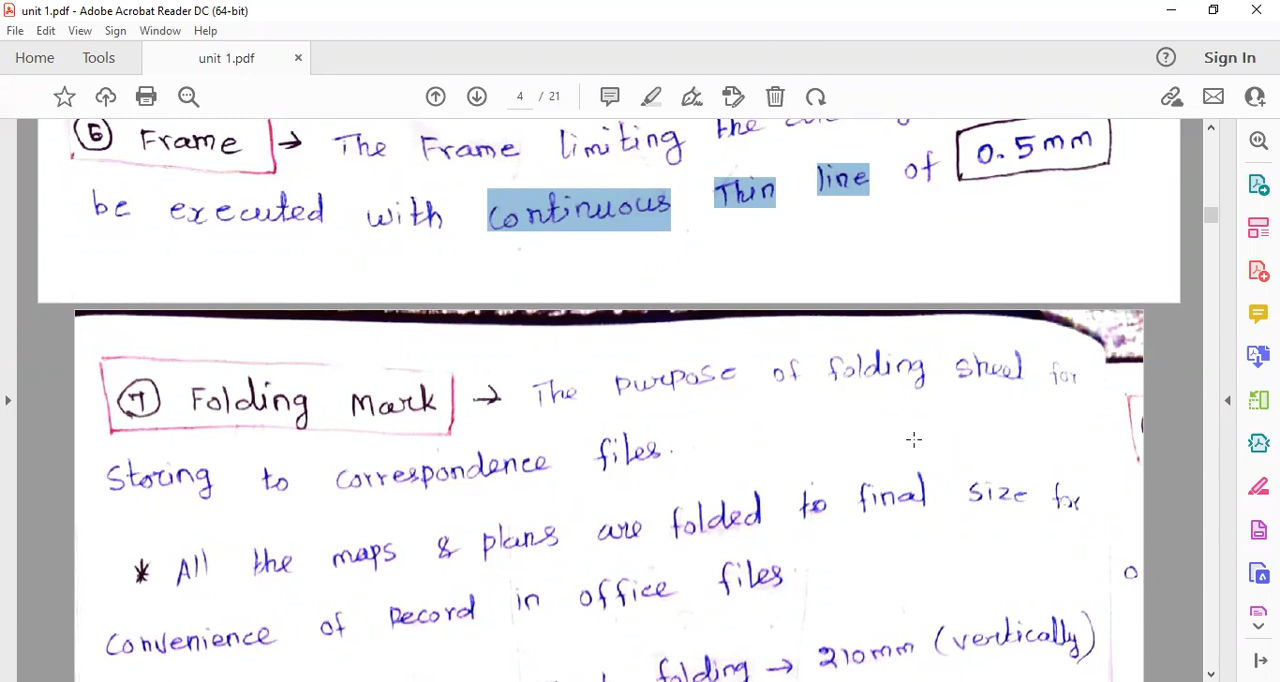 unit 1.pdf - Adobe Acrobat Reader DC (64-bit)
File Edit View Sign Window Help
Home Tools unit 1.pdf × Sign In
4 / 21
6 Frame → The Frame limiting the
be executed with continuous Thin line of 0.5mm
7 Folding Mark → The purpose of folding sheet for
storing to correspondence files.
* All the maps & plans are folded to final size for
convenience of Record in office files
folding → 210mm (vertically)